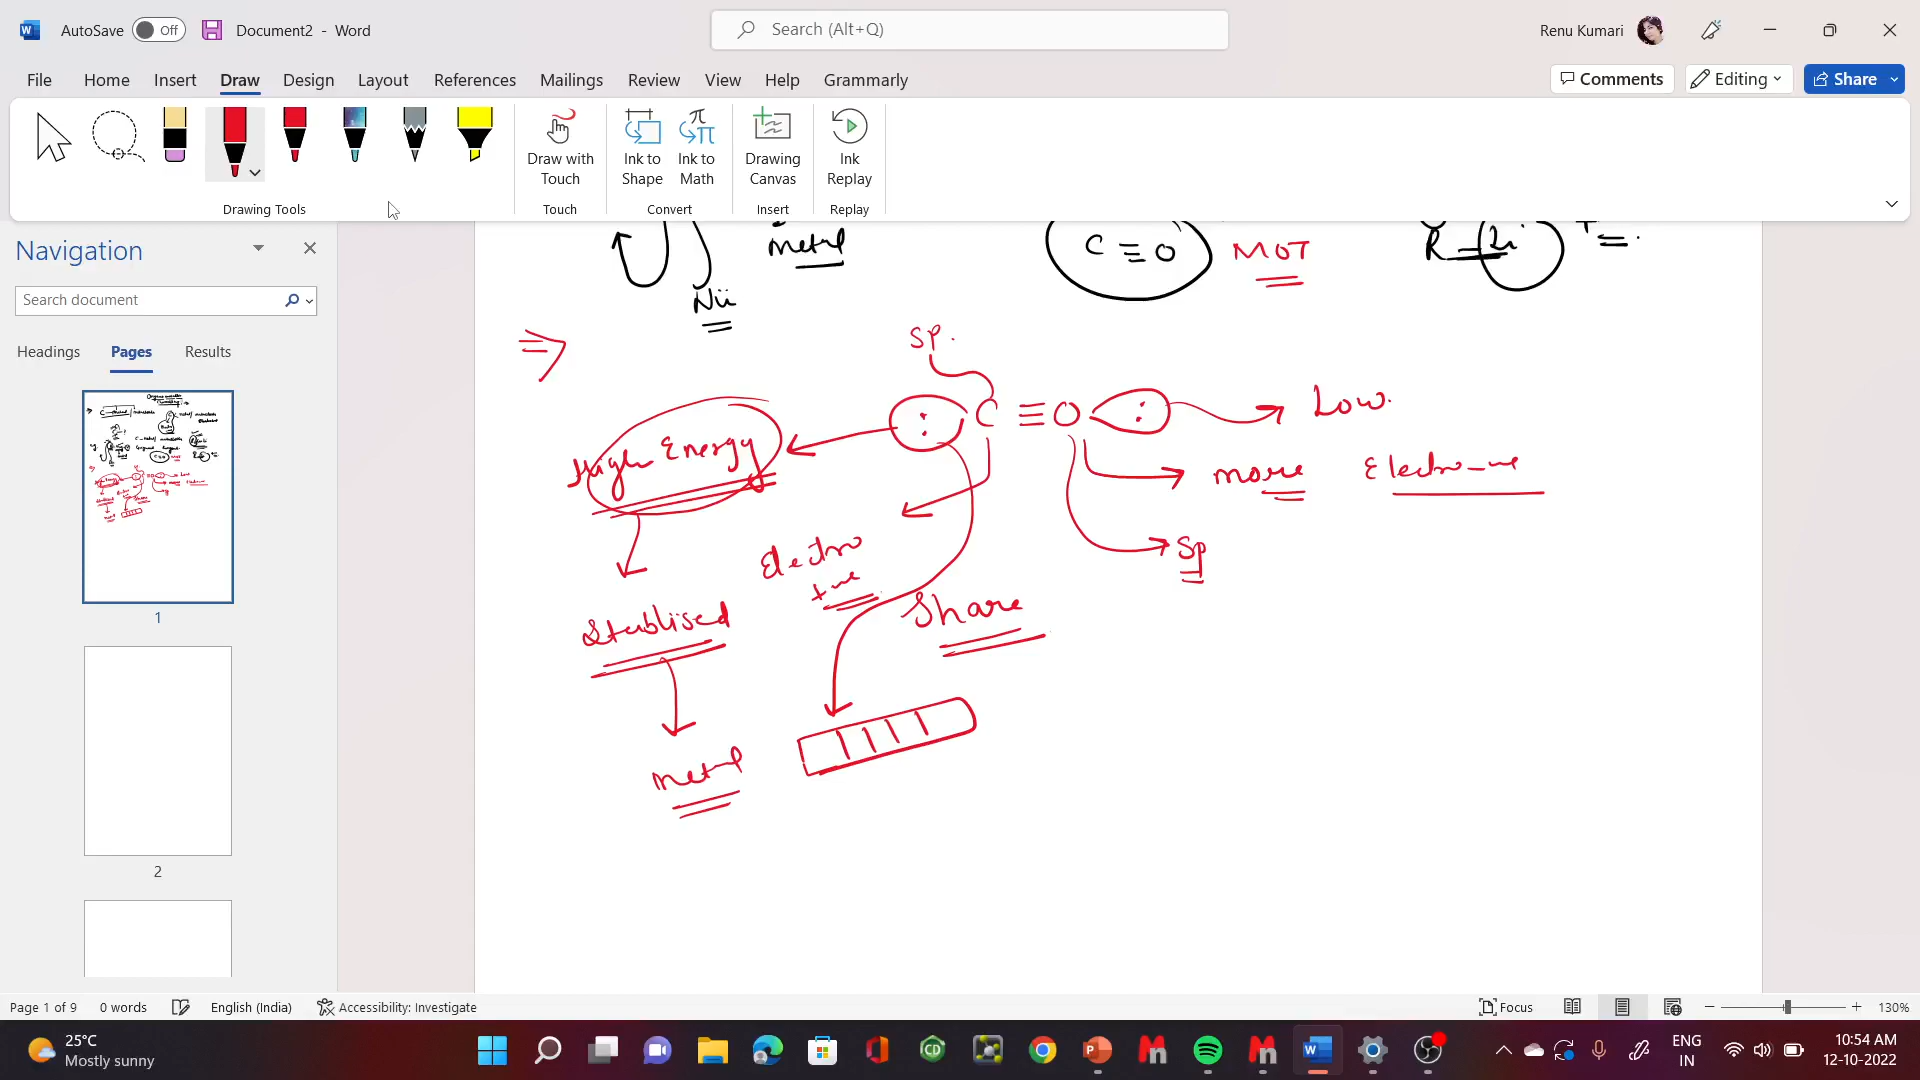 AutoSave Off Document2 - Word Search (Alt+Q) Renu Kumari
File Home Insert Draw Design Layout References Mailings Review View Help Grammarly Comments Editing Share
Draw with Touch Ink to Shape Ink to Math Drawing Canvas Ink Replay
Drawing Tools Touch Convert Insert Replay
Navigation
Search document
Headings Pages Results
1
2
metal
Nü
C ≡ O
MOT
R - Li
+
⇒
sp.
: C ≡ O : → Low.
High Energy
more Electro-ve
Electro +ve
Sp
Stablised
Share
metal
Page 1 of 9 0 words English (India) Accessibility: Investigate Focus 130%
25°C
Mostly sunny
ENG IN
10:54 AM
12-10-2022